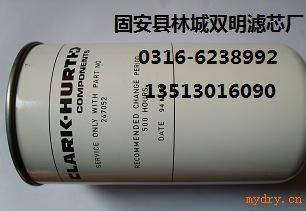 固安县林城双明滤芯厂
0316-6238992
13513016090
CLARK-HURTH
COMPONENTS
SERVICE ONLY WITH PART NO
247052
RECOMMENDED CHANGE PERIOD
500 HOURS
DATE 94
mydry.cn